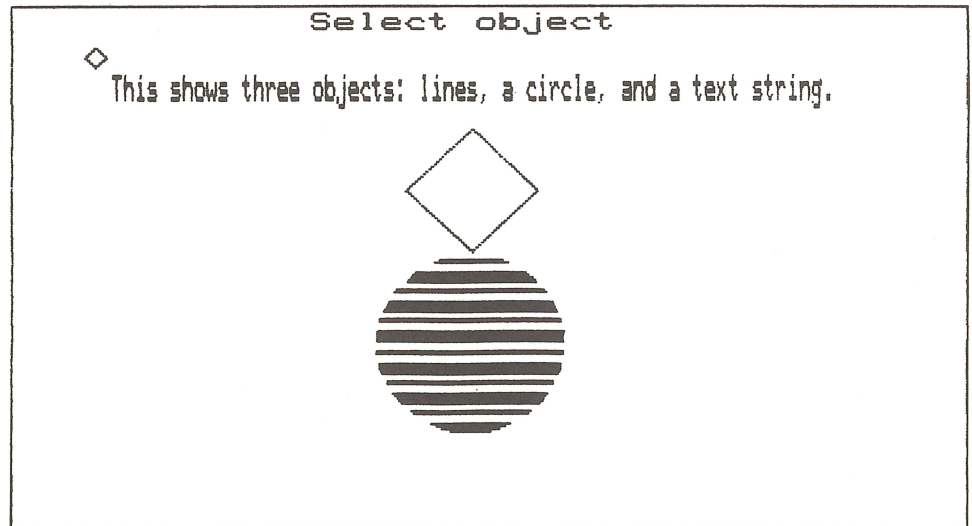 Select object
This shows three objects: lines, a circle, and a text string.